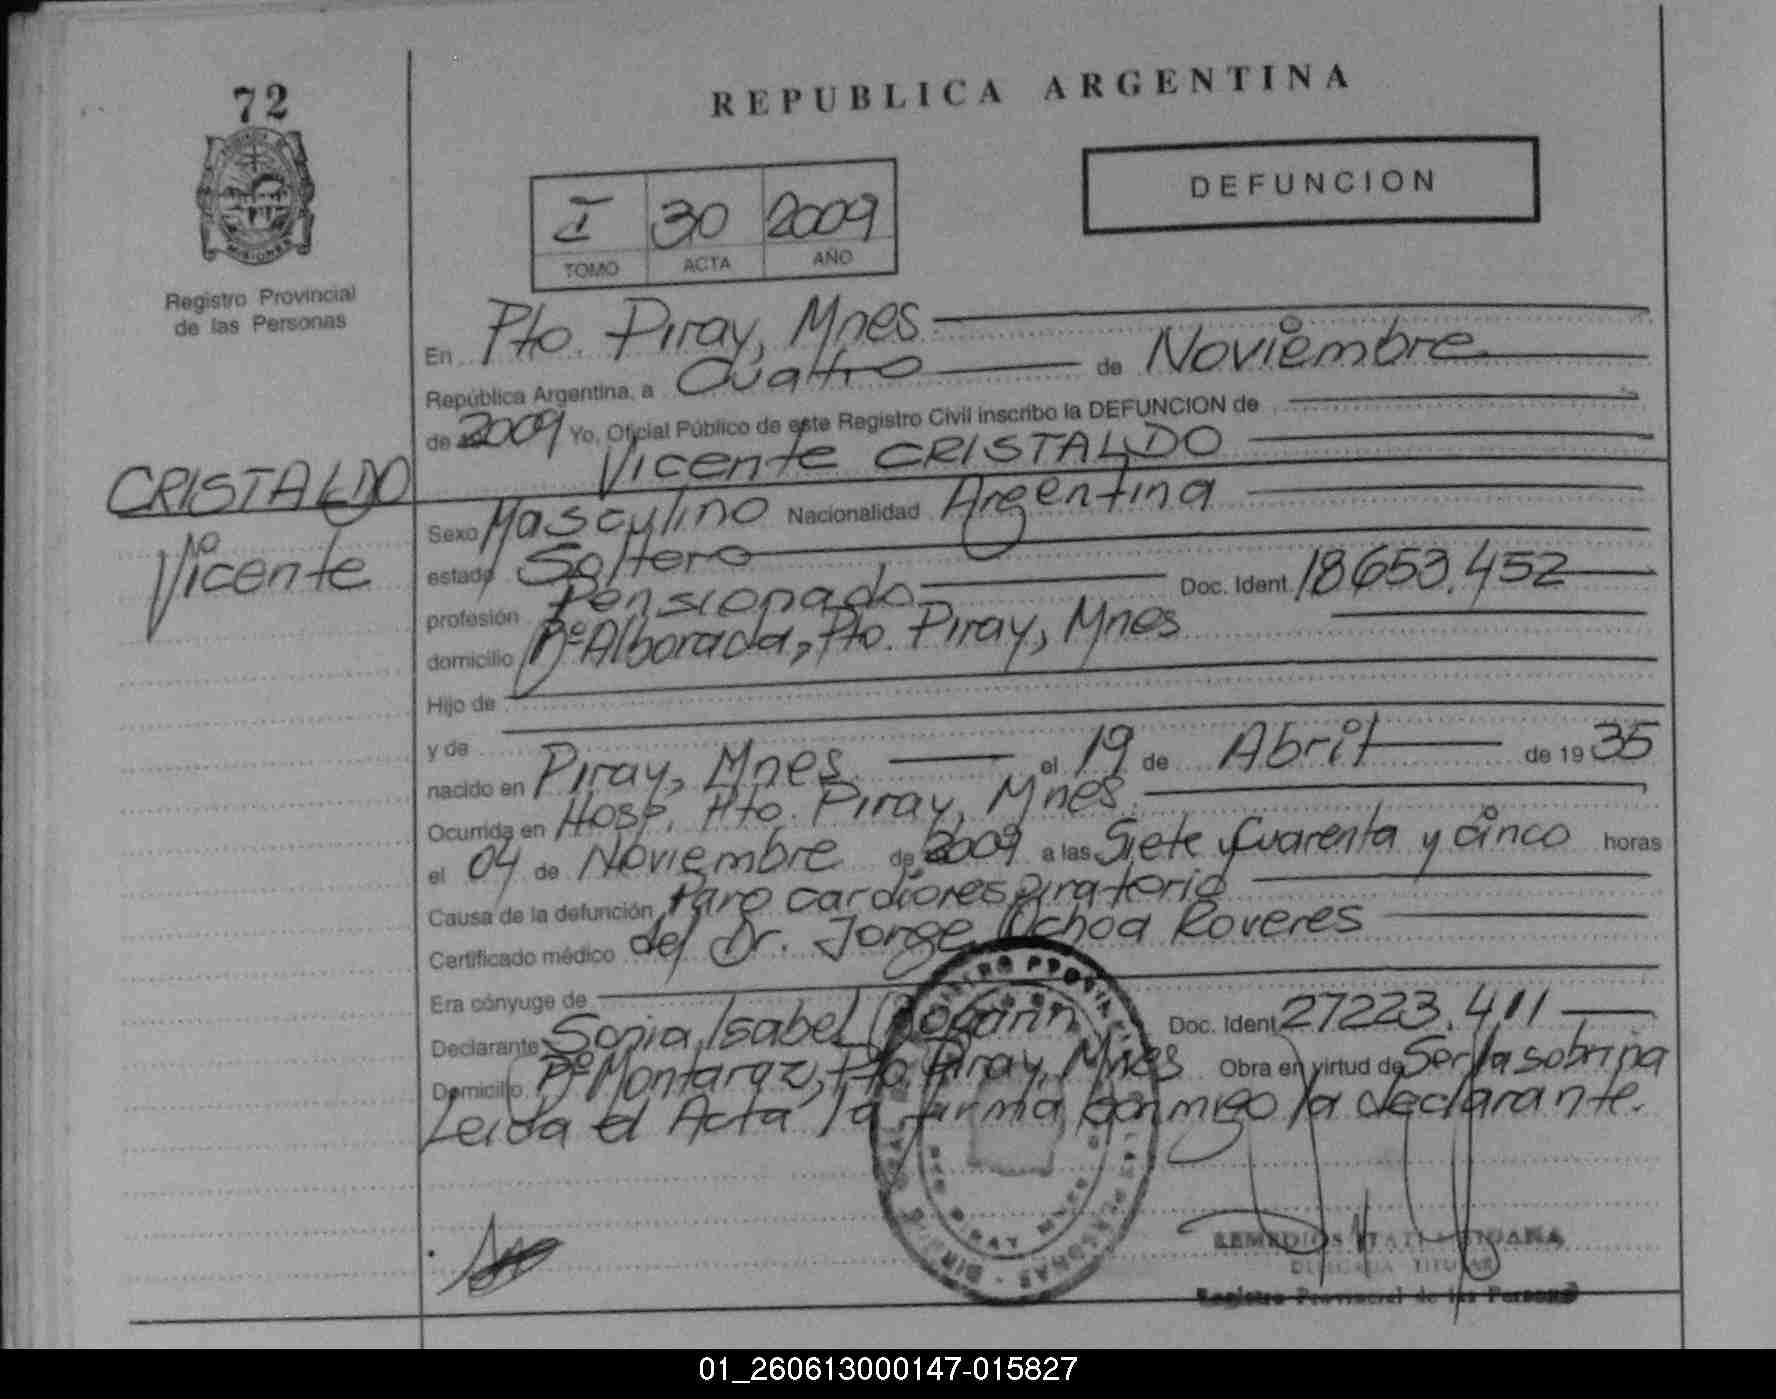 72
REPUBLICA ARGENTINA
DEFUNCION
I 30 2009
TOMO ACTA AÑO
MISIONES
Registro Provincial
de las Personas
En Pto. Piray, Mnes
República Argentina, a Cuatro de Noviembre
de 2009 Yo, Oficial Público de este Registro Civil inscribo la DEFUNCION de
Vicente CRISTALDO
CRISTALDO
Vicente
Sexo Masculino Nacionalidad Argentina
estado Soltero
profesión Pensionado Doc. Ident. 18653.452
domicilio Bº Alborada, Pto. Piray, Mnes
Hijo de
y de
nacido en Piray, Mnes el 19 de Abril de 19 35
Ocurrida en Hosp. Pto. Piray, Mnes
el 04 de Noviembre de 2009 a las Siete y Cuarenta y cinco horas
Causa de la defunción Paro cardiorespiratorio
Certificado médico del Dr. Jorge Ochoa Roveres
Era cónyuge de
Declarante Sonia Isabel Doc. Ident. 27223.411
Domicilio Bº Montaraz, Pto. Piray, Mnes Obra en virtud de Ser la sobrina
Leida el Acta la firma conmigo la declarante.
REMEDIOS
TITULAR
Registro Provincial de las Personas
01_260613000147-015827